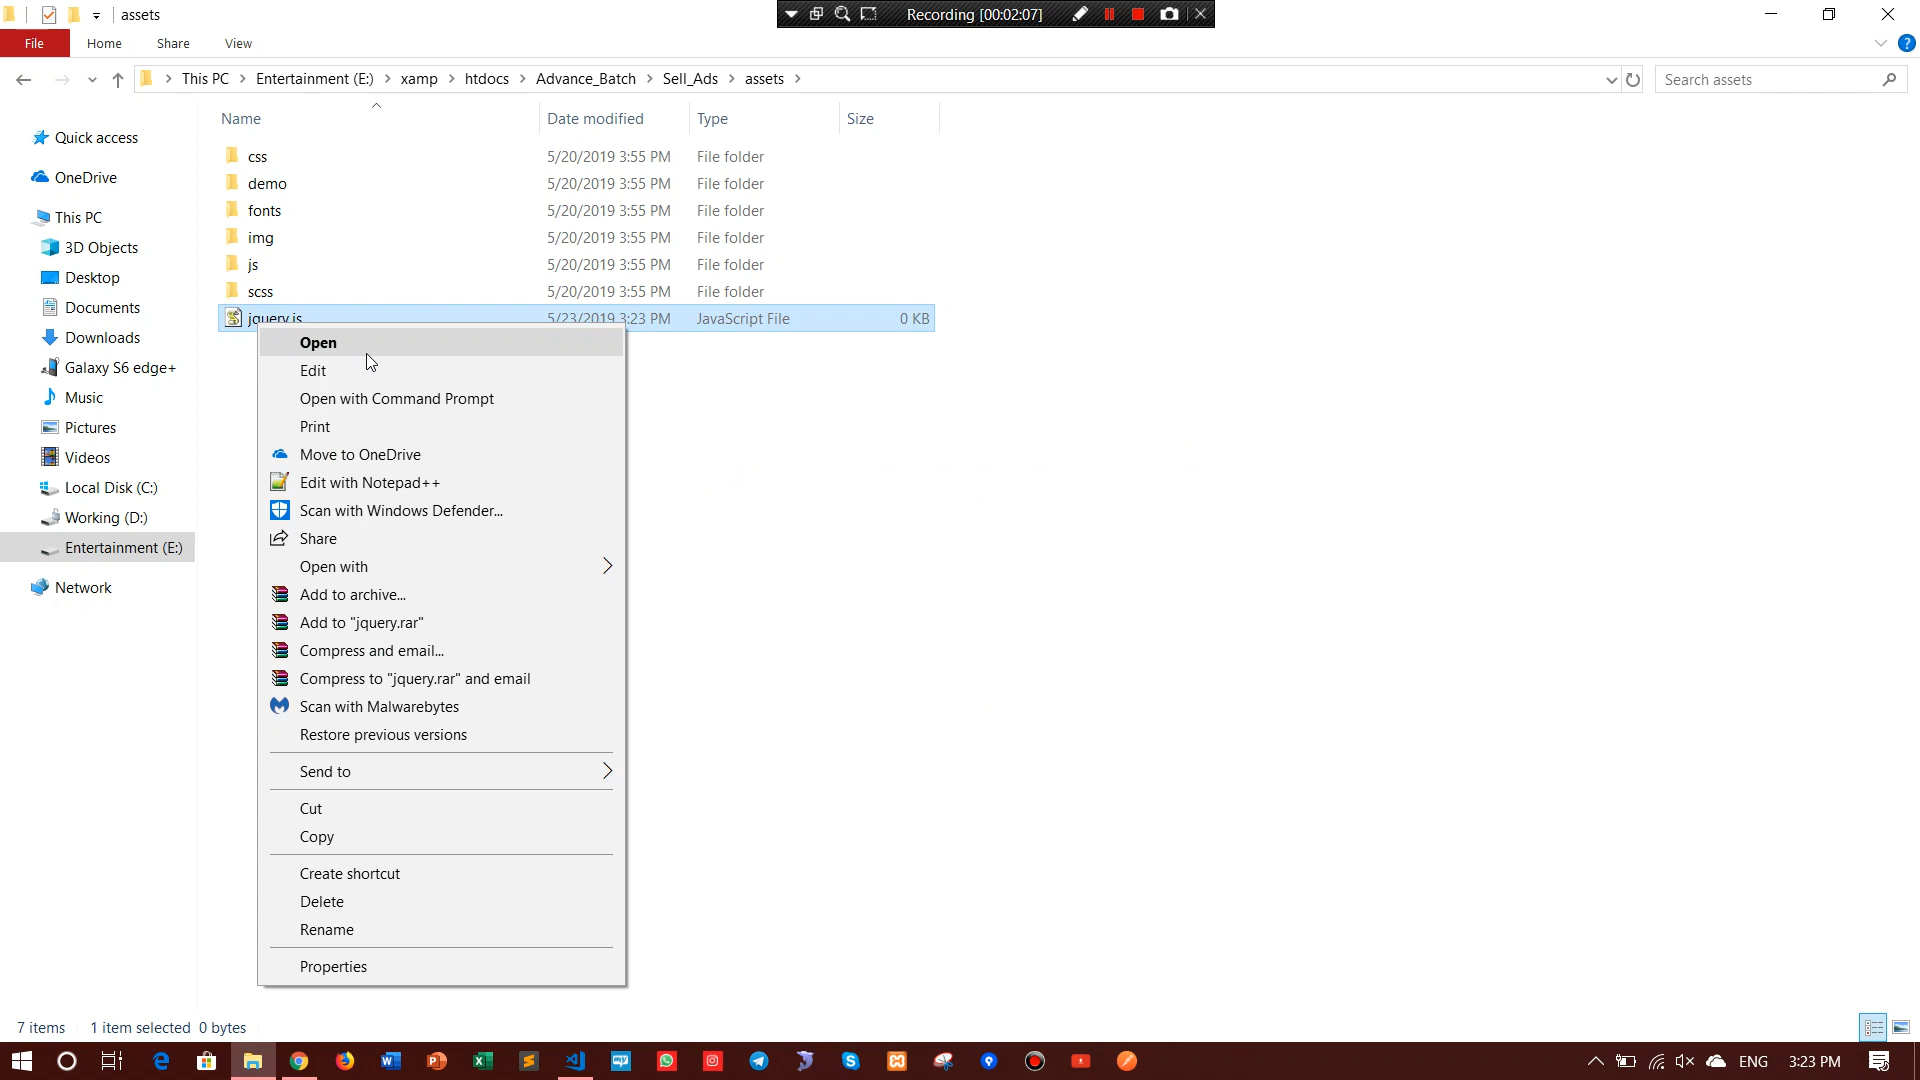 assets
Recording [00:02:07]
File
Home
Share
View
This PC
Entertainment (E:)
xamp
htdocs
Advance_Batch
Sell_Ads
assets
Search assets
Name
Date modified
Type
Size
Quick access
OneDrive
This PC
3D Objects
Desktop
Documents
Downloads
Galaxy S6 edge+
Music
Pictures
Videos
Local Disk (C:)
Working (D:)
Entertainment (E:)
Network
css 5/20/2019 3:55 PM File folder
demo 5/20/2019 3:55 PM File folder
fonts 5/20/2019 3:55 PM File folder
img 5/20/2019 3:55 PM File folder
js 5/20/2019 3:55 PM File folder
scss 5/20/2019 3:55 PM File folder
jquery.js 5/23/2019 3:23 PM JavaScript File 0 KB
Open
Edit
Open with Command Prompt
Print
Move to OneDrive
Edit with Notepad++
Scan with Windows Defender...
Share
Open with
Add to archive...
Add to "jquery.rar"
Compress and email...
Compress to "jquery.rar" and email
Scan with Malwarebytes
Restore previous versions
Send to
Cut
Copy
Create shortcut
Delete
Rename
Properties
7 items 1 item selected 0 bytes
ENG
3:23 PM